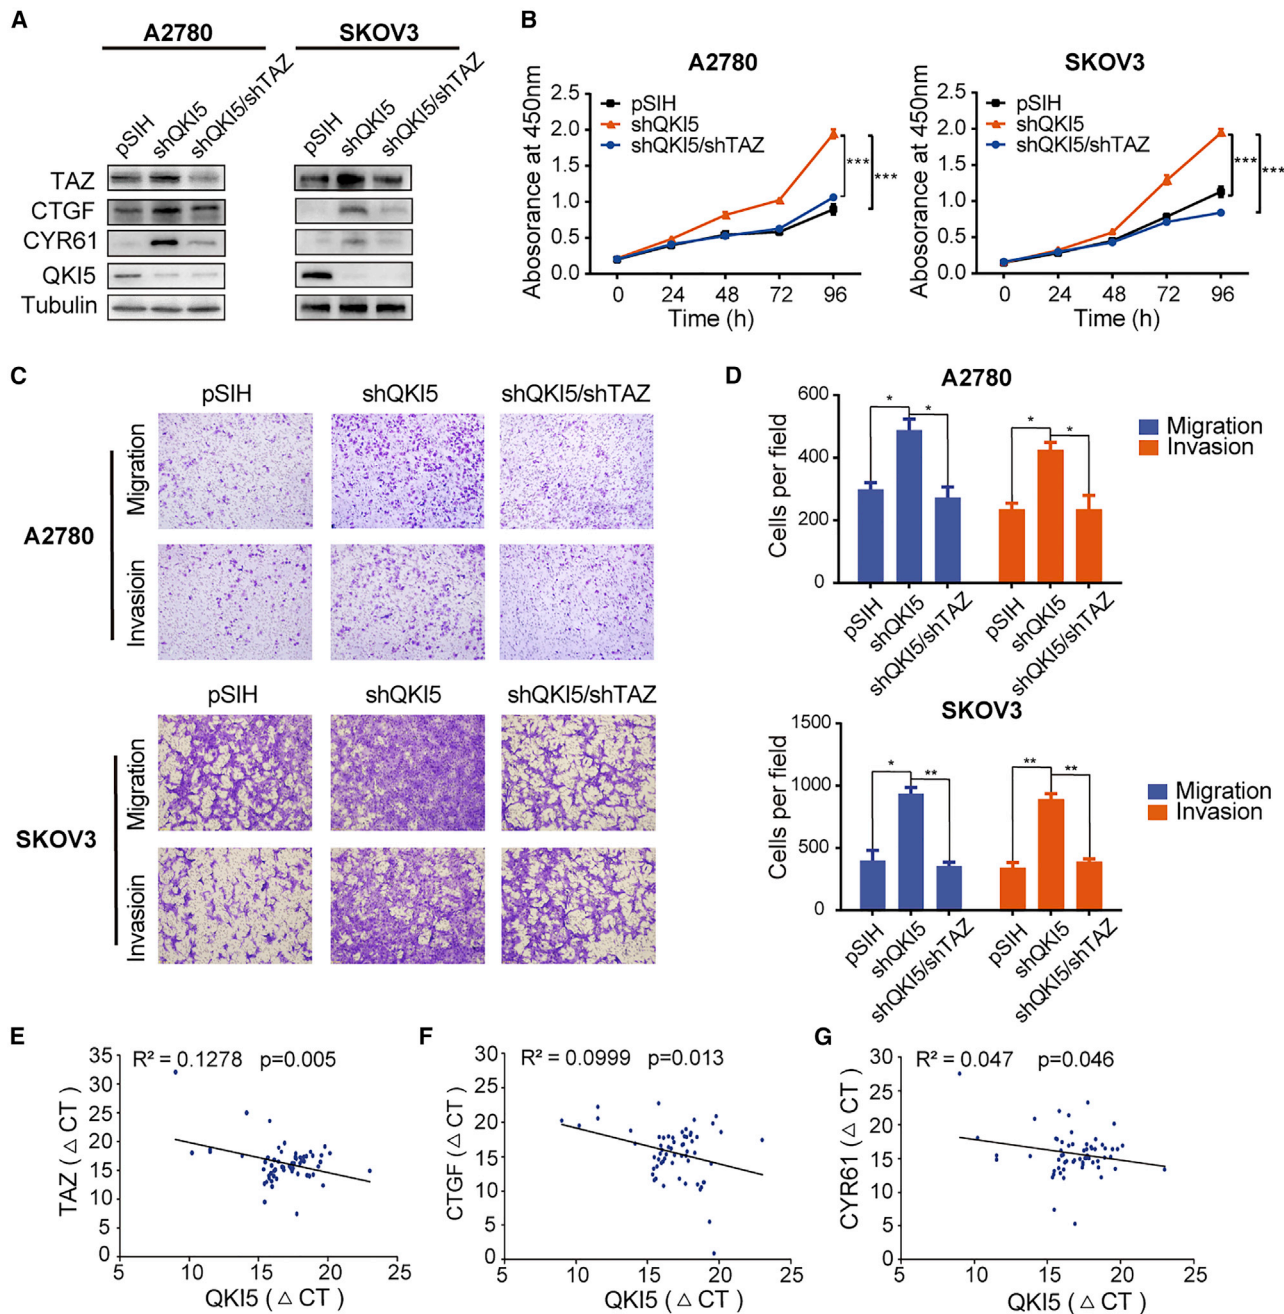 A
A2780
SKOV3
pSIH
shQKI5
shQKI5/shTAZ
pSIH
shQKI5
shQKI5/shTAZ
TAZ
CTGF
CYR61
QKI5
Tubulin
B
A2780
Abosorance at 450nm
2.5
2.0
1.5
1.0
0.5
0.0
pSIH
shQKI5
shQKI5/shTAZ
***
***
0 24 48 72 96
Time (h)
SKOV3
Abosorance at 450nm
2.5
2.0
1.5
1.0
0.5
0.0
pSIH
shQKI5
shQKI5/shTAZ
***
***
0 24 48 72 96
Time (h)
C
pSIH shQKI5 shQKI5/shTAZ
A2780
Migration
Invasioin
pSIH shQKI5 shQKI5/shTAZ
SKOV3
Migration
Invasioin
D
A2780
Cells per field
600
400
200
0
* * * *
Migration
Invasion
pSIH
shQKI5
shQKI5/shTAZ
pSIH
shQKI5
shQKI5/shTAZ
SKOV3
Cells per field
1500
1000
500
0
* ** ** **
Migration
Invasion
pSIH
shQKI5
shQKI5/shTAZ
pSIH
shQKI5
shQKI5/shTAZ
E
R² = 0.1278 p=0.005
TAZ ( △ CT )
35
30
25
20
15
10
5
0
5 10 15 20 25
QKI5 ( △ CT )
F
R² = 0.0999 p=0.013
CTGF ( △ CT )
30
25
20
15
10
5
0
5 10 15 20 25
QKI5 ( △ CT )
G
R² = 0.047 p=0.046
CYR61 ( △ CT )
30
25
20
15
10
5
0
5 10 15 20 25
QKI5 ( △ CT )